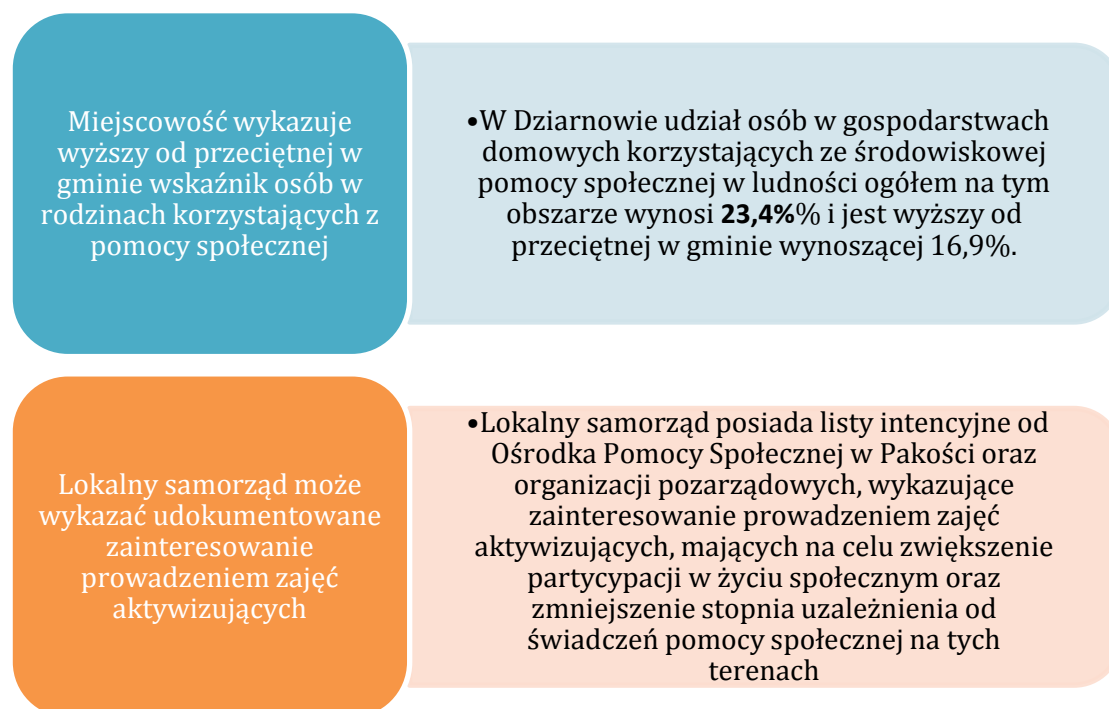 Miejscowość wykazuje
wyższy od przeciętnej w
gminie wskaźnik osób w
rodzinach korzystających z
pomocy społecznej
•W Dziarnowie udział osób w gospodarstwach
domowych korzystających ze środowiskowej
pomocy społecznej w ludności ogółem na tym
obszarze wynosi 23,4%% i jest wyższy od
przeciętnej w gminie wynoszącej 16,9%.
Lokalny samorząd może
wykazać udokumentowane
zainteresowanie
prowadzeniem zajęć
aktywizujących
•Lokalny samorząd posiada listy intencyjne od
Ośrodka Pomocy Społecznej w Pakości oraz
organizacji pozarządowych, wykazujące
zainteresowanie prowadzeniem zajęć
aktywizujących, mających na celu zwiększenie
partycypacji w życiu społecznym oraz
zmniejszenie stopnia uzależnienia od
świadczeń pomocy społecznej na tych
terenach